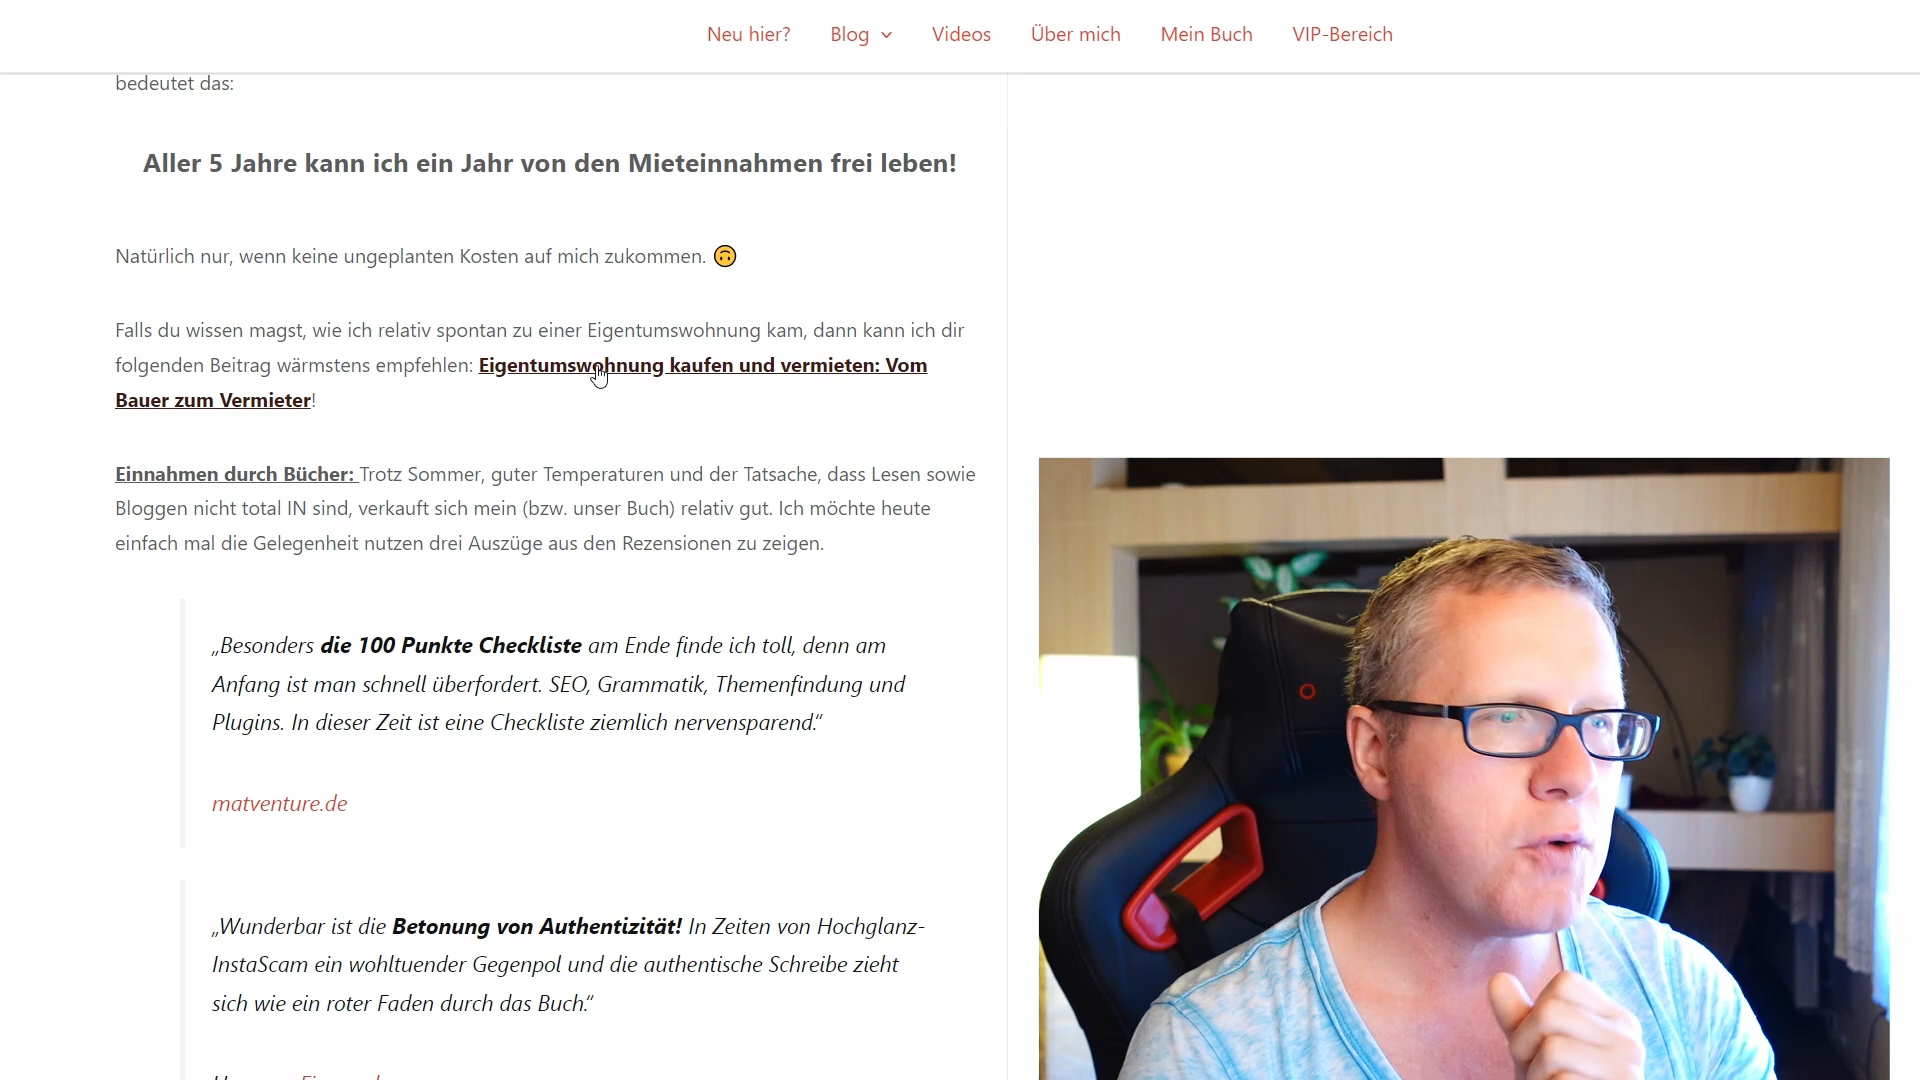 Neu hier? Blog Videos Über mich Mein Buch VIP-Bereich
bedeutet das:
Aller 5 Jahre kann ich ein Jahr von den Mieteinnahmen frei leben!
Natürlich nur, wenn keine ungeplanten Kosten auf mich zukommen. 🙃
Falls du wissen magst, wie ich relativ spontan zu einer Eigentumswohnung kam, dann kann ich dir
folgenden Beitrag wärmstens empfehlen: Eigentumswohnung kaufen und vermieten: Vom
Bauer zum Vermieter!
Einnahmen durch Bücher: Trotz Sommer, guter Temperaturen und der Tatsache, dass Lesen sowie
Bloggen nicht total IN sind, verkauft sich mein (bzw. unser Buch) relativ gut. Ich möchte heute
einfach mal die Gelegenheit nutzen drei Auszüge aus den Rezensionen zu zeigen.
„Besonders die 100 Punkte Checkliste am Ende finde ich toll, denn am
Anfang ist man schnell überfordert. SEO, Grammatik, Themenfindung und
Plugins. In dieser Zeit ist eine Checkliste ziemlich nervensparend.“
matventure.de
„Wunderbar ist die Betonung von Authentizität! In Zeiten von Hochglanz-
InstaScam ein wohltuender Gegenpol und die authentische Schreibe zieht
sich wie ein roter Faden durch das Buch.“